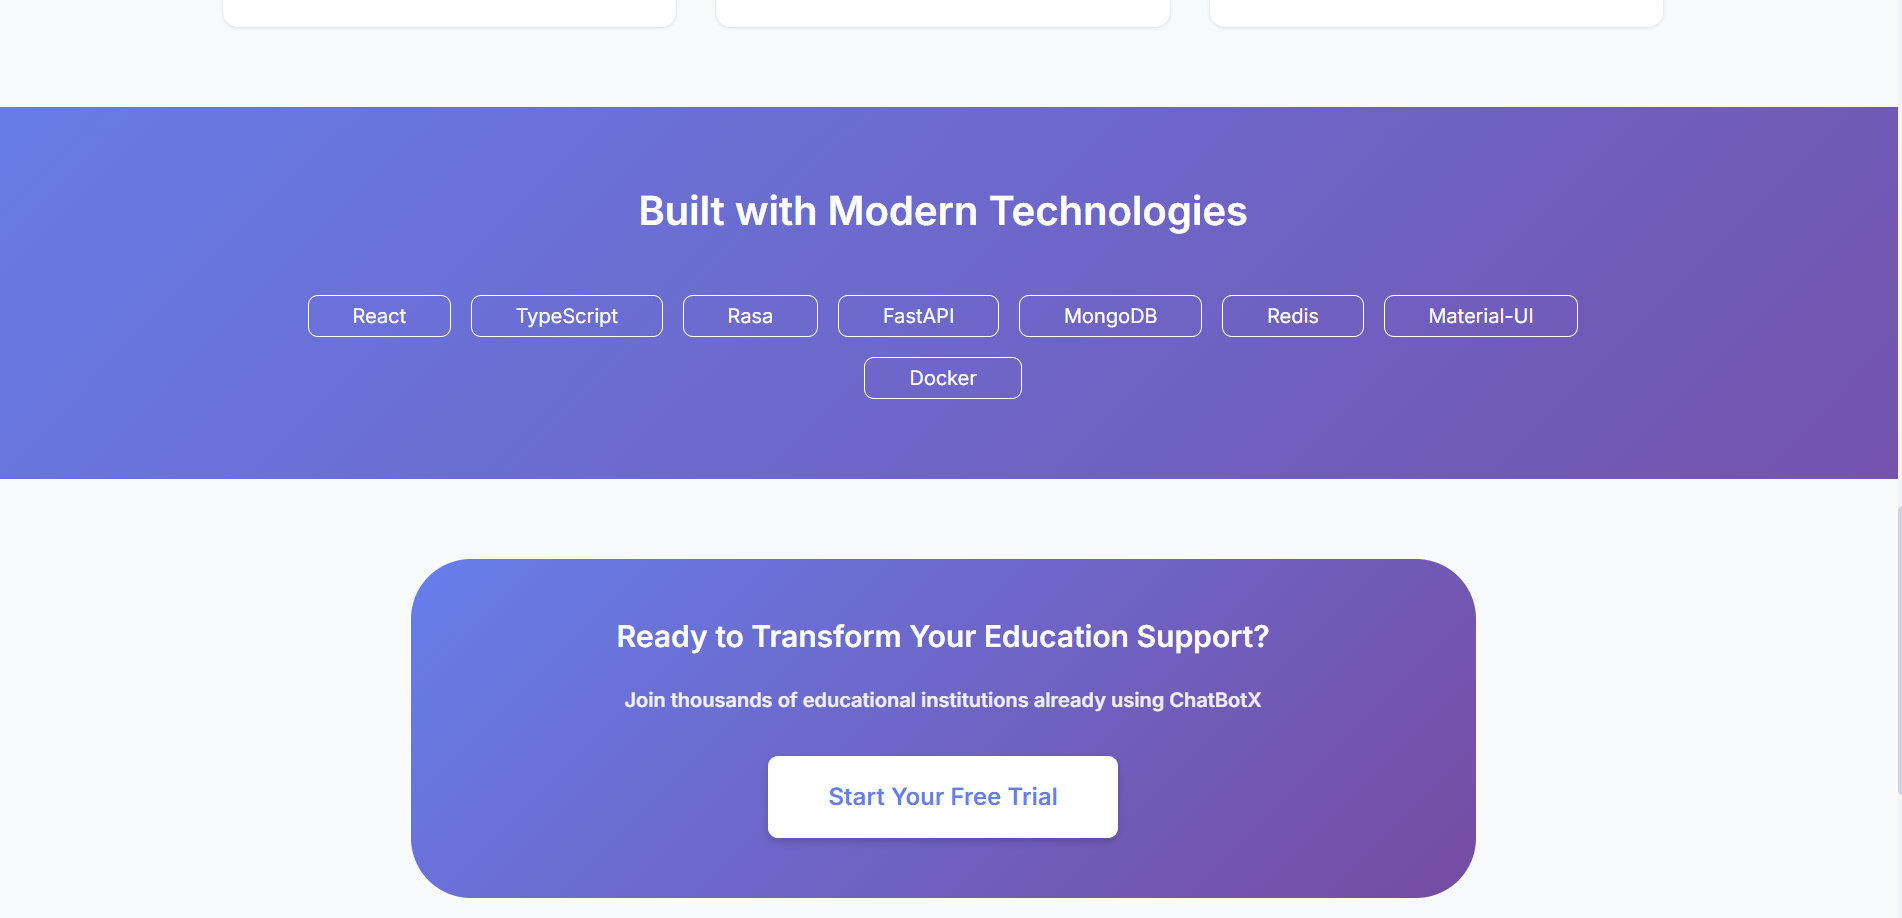 Built with Modern Technologies
React TypeScript Rasa FastAPI MongoDB Redis Material-UI
Docker
Ready to Transform Your Education Support?
Join thousands of educational institutions already using ChatBotX
Start Your Free Trial